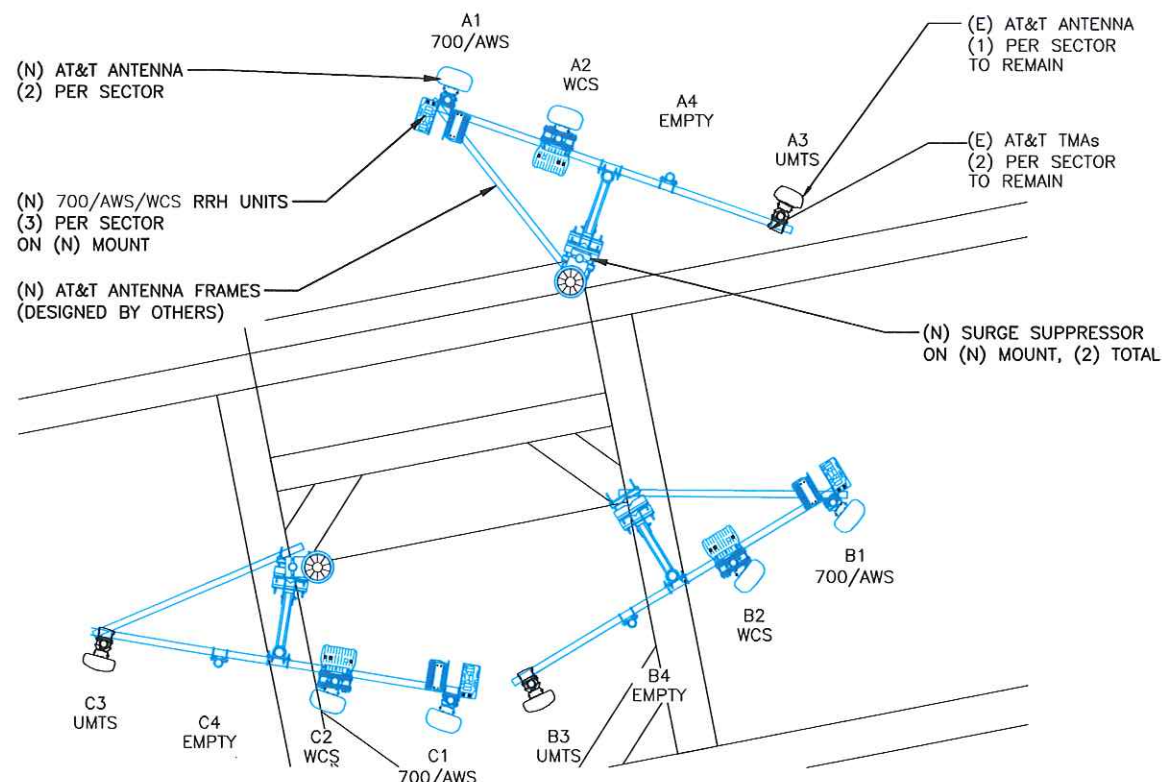 A1
700/AWS
(E) AT&T ANTENNA
(1) PER SECTOR
TO REMAIN
(N) AT&T ANTENNA
(2) PER SECTOR
A2
WCS
A4
EMPTY
A3
UMTS
(E) AT&T TMAs
(2) PER SECTOR
TO REMAIN
(N) 700/AWS/WCS RRH UNITS
(3) PER SECTOR
ON (N) MOUNT
(N) AT&T ANTENNA FRAMES
(DESIGNED BY OTHERS)
(N) SURGE SUPPRESSOR
ON (N) MOUNT, (2) TOTAL
B1
700/AWS
B2
WCS
B4
EMPTY
B3
UMTS
C3
UMTS
C4
EMPTY
C2
WCS
C1
700/AWS